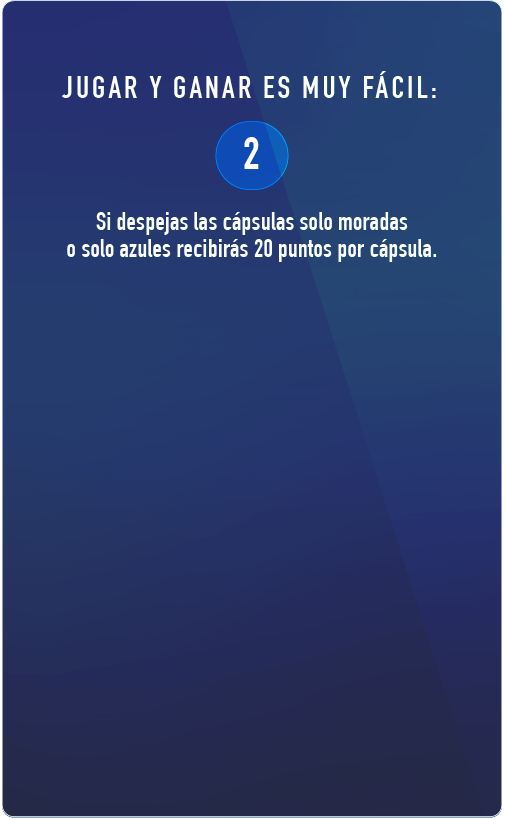 JUGAR Y GANAR ES MUY FÁCIL:
2
Si despejas las cápsulas solo moradas
o solo azules recibirás 20 puntos por cápsula.